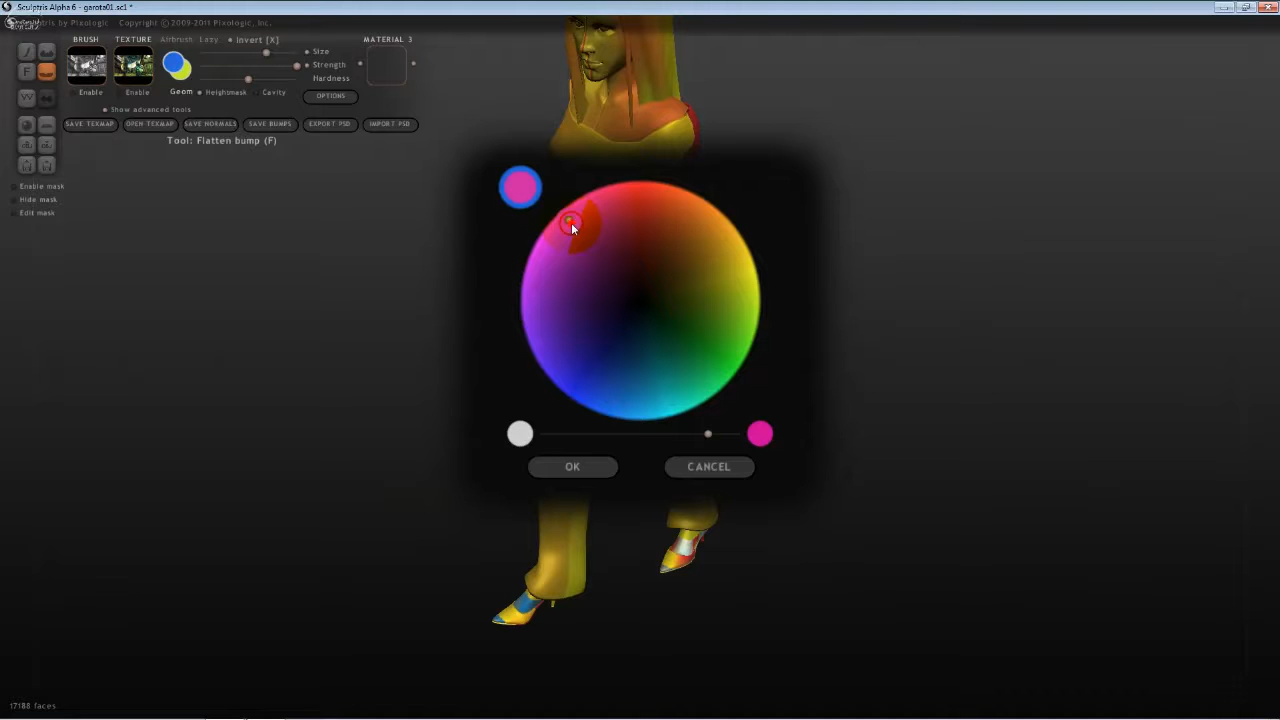 Sculptris Alpha 6 - garota01.sc1 *
Sculptris by Pixologic Copyright © 2009-2011 Pixologic, Inc.
BRUSH TEXTURE Airbrush Lazy Invert [X] MATERIAL 3
Size
Strength
Hardness
Enable Enable Geom Heightmask Cavity OPTIONS
Show advanced tools
SAVE TEXMAP OPEN TEXMAP SAVE NORMALS SAVE BUMPS EXPORT PSD IMPORT PSD
Tool: Flatten bump (F)
Enable mask
Hide mask
Edit mask
OK CANCEL
17188 faces